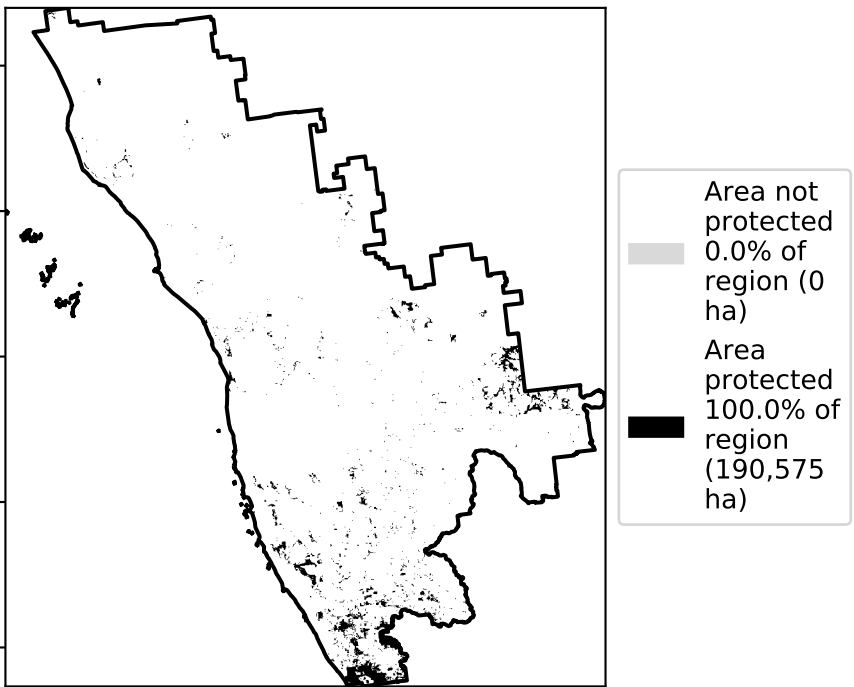 Area not
protected
0.0% of
region (0
ha)
Area
protected
100.0% of
region
(190,575
ha)